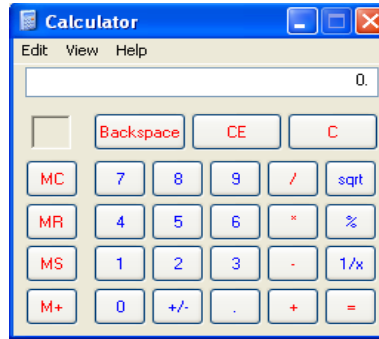 Calculator
Edit View Help
0.
Backspace CE C
MC 7 8 9 / sqrt
MR 4 5 6 * %
MS 1 2 3 - 1/x
M+ 0 +/- . + =